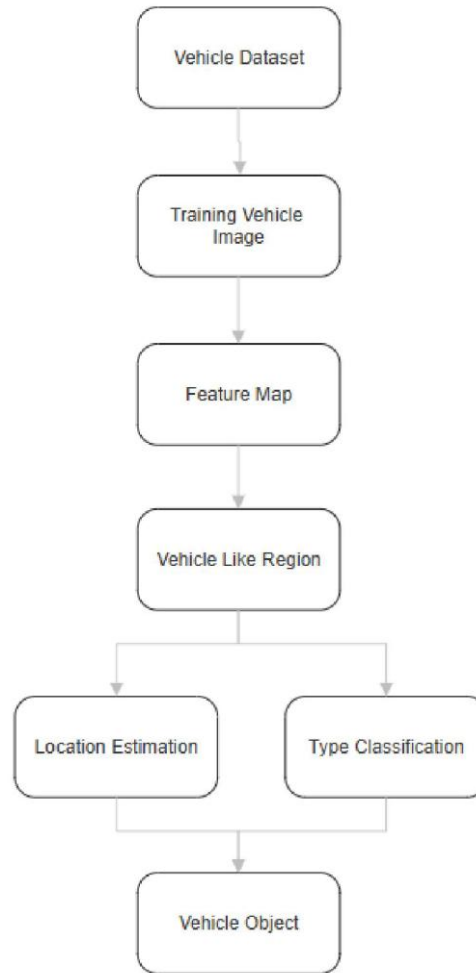 Vehicle Dataset
Training Vehicle
Image
Feature Map
Vehicle Like Region
Location Estimation
Type Classification
Vehicle Object